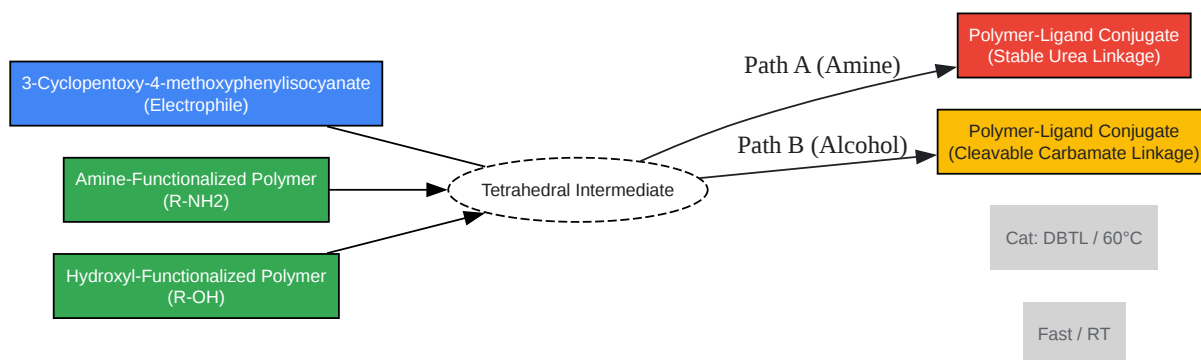 3-Cyclopentoxy-4-methoxyphenylisocyanate
(Electrophile)
Amine-Functionalized Polymer
(R-NH2)
Hydroxyl-Functionalized Polymer
(R-OH)
Tetrahedral Intermediate
Path A (Amine)
Path B (Alcohol)
Polymer-Ligand Conjugate
(Stable Urea Linkage)
Polymer-Ligand Conjugate
(Cleavable Carbamate Linkage)
Cat: DBTL / 60°C
Fast / RT